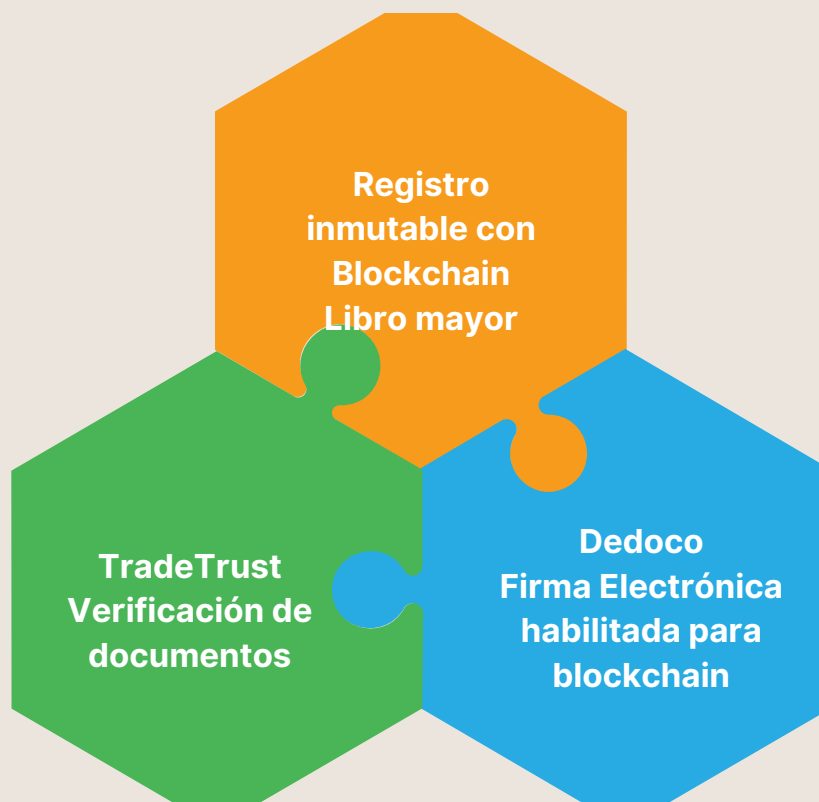 Registro
inmutable con
Blockchain
Libro mayor
TradeTrust
Verificación de
documentos
Dedoco
Firma Electrónica
habilitada para
blockchain